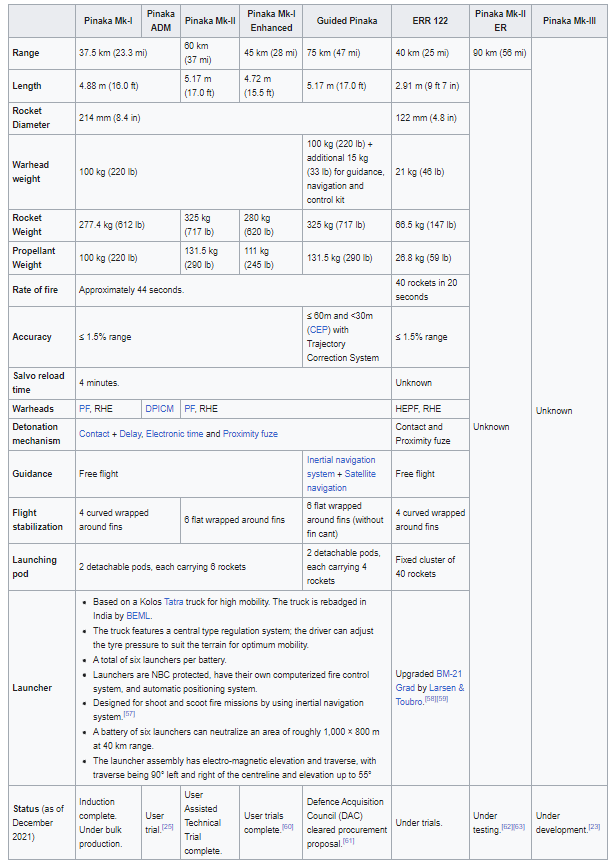 Pinaka Mk-I
Pinaka
ADM
Pinaka Mk-II
Pinaka Mk-I
Enhanced
Guided Pinaka
ERR 122
Pinaka Mk-II
ER
Pinaka Mk-III
Range
37.5 km (23.3 mi)
60 km
(37 mi)
45 km (28 mi)
75 km (47 mi)
40 km (25 mi)
90 km (56 mi)
Unknown
Length
4.88 m (16.0 ft)
5.17 m
(17.0 ft)
4.72 m
(15.5 ft)
5.17 m (17.0 ft)
2.91 m (9 ft 7 in)
Unknown
Rocket
Diameter
214 mm (8.4 in)
122 mm (4.8 in)
Warhead
weight
100 kg (220 lb)
100 kg (220 lb) +
additional 15 kg
(33 lb) for guidance,
navigation and
control kit
21 kg (46 lb)
Rocket
Weight
277.4 kg (612 lb)
325 kg
(717 lb)
280 kg
(620 lb)
325 kg (717 lb)
66.5 kg (147 lb)
Propellant
Weight
100 kg (220 lb)
131.5 kg
(290 lb)
111 kg
(245 lb)
131.5 kg (290 lb)
26.8 kg (59 lb)
Rate of fire
Approximately 44 seconds.
40 rockets in 20
seconds
Accuracy
≤ 1.5% range
≤ 60m and <30m
(CEP) with
Trajectory
Correction System
≤ 1.5% range
Salvo reload
time
4 minutes.
Unknown
Warheads
PF, RHE
DPICM
PF, RHE
HEPF, RHE
Detonation
mechanism
Contact + Delay, Electronic time and Proximity fuze
Contact and
Proximity fuze
Guidance
Free flight
Inertial navigation
system + Satellite
navigation
Free flight
Flight
stabilization
4 curved wrapped
around fins
6 flat wrapped around fins
6 flat wrapped
around fins (without
fin cant)
4 curved wrapped
around fins
Launching
pod
2 detachable pods, each carrying 6 rockets
2 detachable pods,
each carrying 4
rockets
Fixed cluster of
40 rockets
Launcher
• Based on a Kolos Tatra truck for high mobility. The truck is rebadged in
India by BEML.
• The truck features a central type regulation system; the driver can adjust
the tyre pressure to suit the terrain for optimum mobility.
• A total of six launchers per battery.
• Launchers are NBC protected, have their own computerized fire control
system, and automatic positioning system.
• Designed for shoot and scoot fire missions by using inertial navigation
system.[57]
• A battery of six launchers can neutralize an area of roughly 1,000 × 800 m
at 40 km range.
• The launcher assembly has electro-magnetic elevation and traverse, with
traverse being 90° left and right of the centreline and elevation up to 55°
Upgraded BM-21
Grad by Larsen &
Toubro.[58][59]
Status (as of
December
2021)
Induction
complete.
Under bulk
production.
User
trial.[25]
User
Assisted
Technical
Trial
complete.
User trials
complete.[60]
Defence Acquisition
Council (DAC)
cleared procurement
proposal.[61]
Under trials.
Under
testing.[62][63]
Under
development.[23]